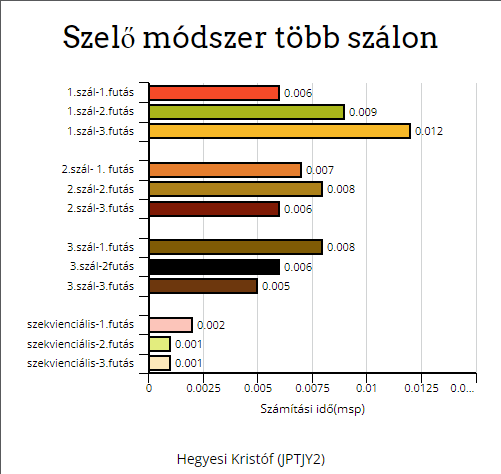 Szelő módszer több szálon
1.szál-1.futás 0.006
1.szál-2.futás 0.009
1.szál-3.futás 0.012
2.szál- 1. futás 0.007
2.szál-2.futás 0.008
2.szál-3.futás 0.006
3.szál-1.futás 0.008
3.szál-2futás 0.006
3.szál-3.futás 0.005
szekvienciális-1.futás 0.002
szekvienciális-2.futás 0.001
szekvienciális-3.futás 0.001
0 0.0025 0.005 0.0075 0.01 0.0125 0.0...
Számítási idő(msp)
Hegyesi Kristóf (JPTJY2)